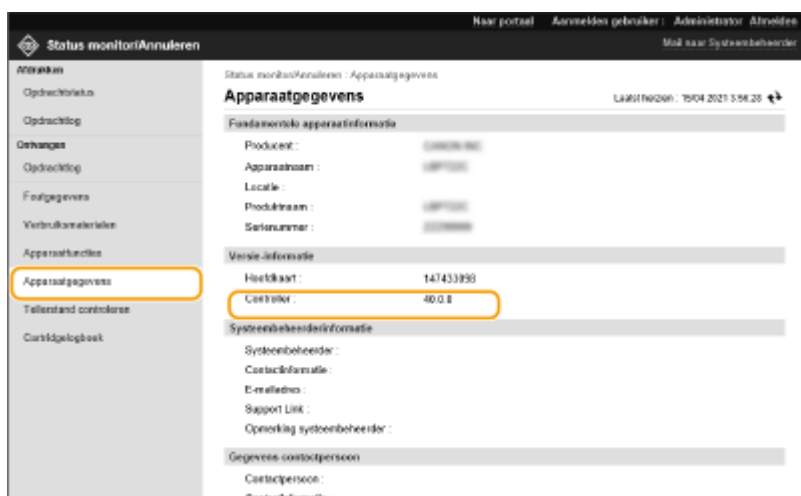 Naar portaal Aanmelden gebruiker : Administrator Afmelden
Status monitor/Annuleren
Mail naar Systeembeheerder
Afdrukken
Opdrachtstatus
Opdrachtlog
Ontvangen
Opdrachtlog
Foutgegevens
Verbruiksmaterialen
Apparaatfuncties
Apparaatgegevens
Tellerstand controleren
Cartridgelogboek
Status monitor/Annuleren : Apparaatgegevens
Apparaatgegevens
Laatst herzien : 15/04 2021 3:56:28
Fundamentele apparaatinformatie
Producent :
Apparaatnaam :
Locatie :
Produktnaam :
Serienummer :
Versie-informatie
Hoofdkaart : 147433098
Controller : 40.0.0
Systeembeheerderinformatie
Systeembeheerder :
Contactinformatie :
E-mailadres :
Support Link :
Opmerking systeembeheerder :
Gegevens contactpersoon
Contactpersoon :